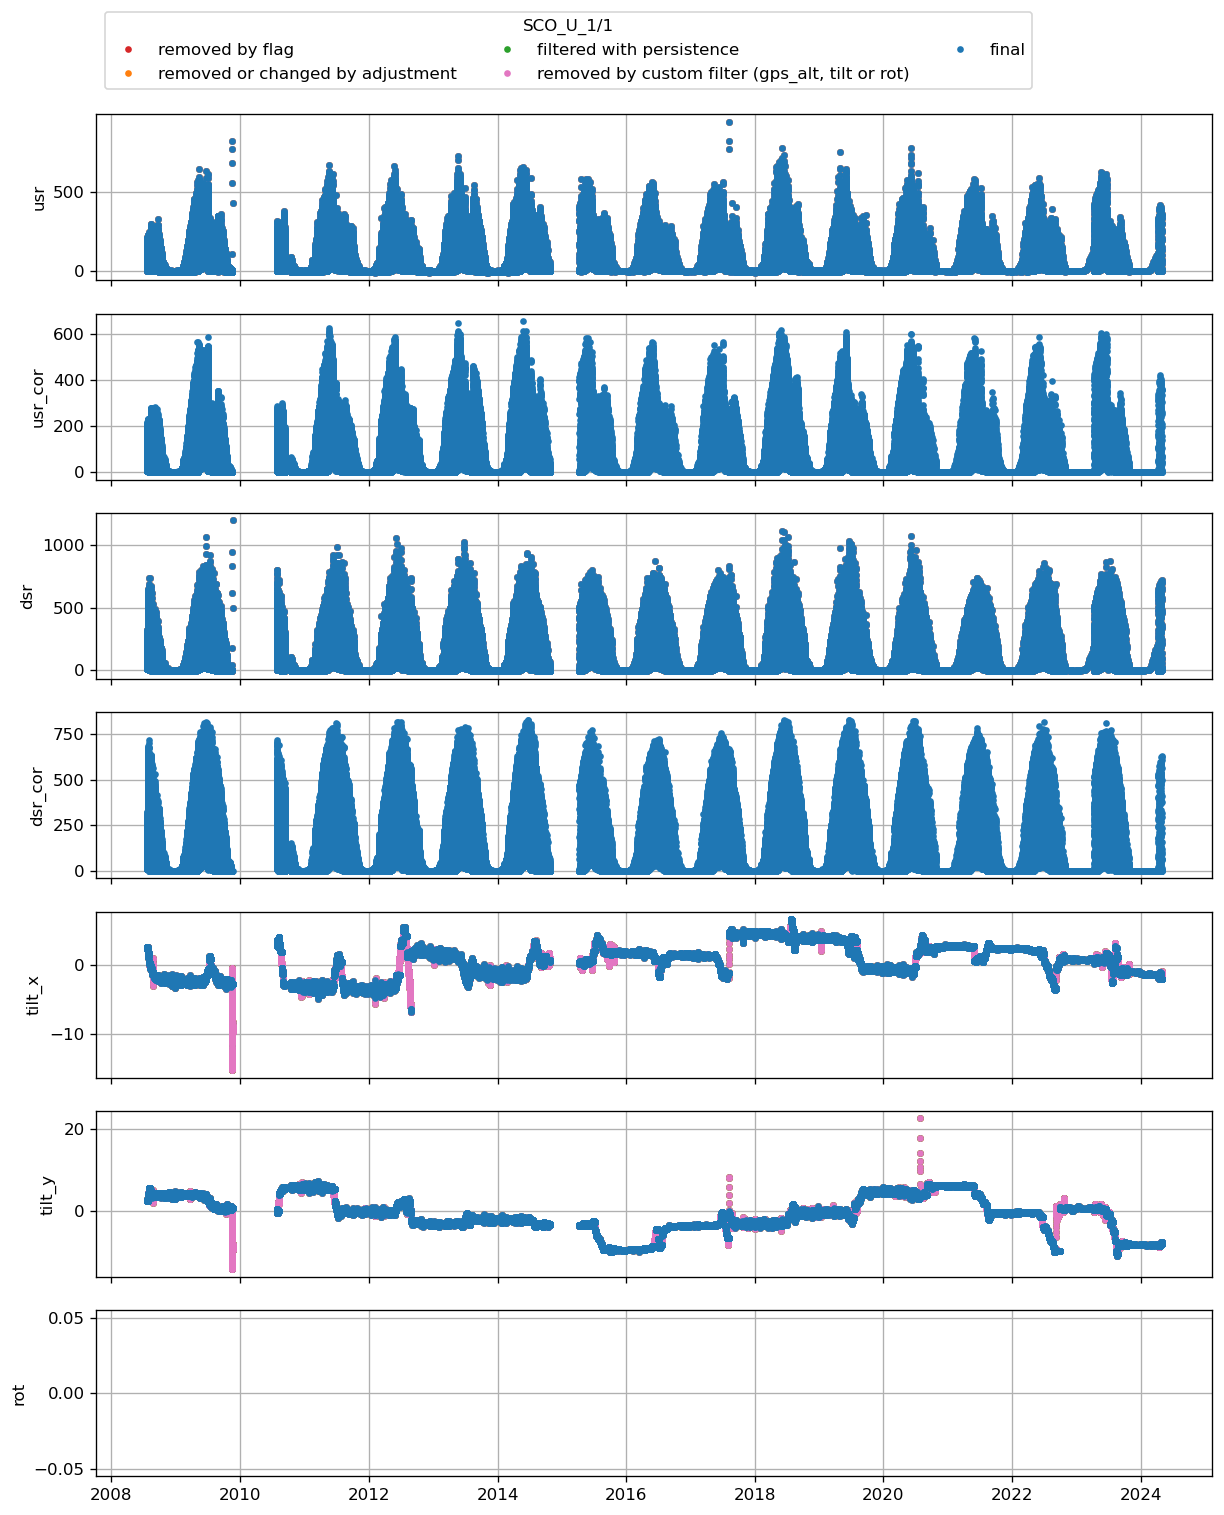 SCO_U_1/1
removed by flag
filtered with persistence
final
removed or changed by adjustment
removed by custom filter (gps_alt, tilt or rot)
usr
500
0
usr_cor
600
400
200
0
dsr
1000
500
0
dsr_cor
750
500
250
0
tilt_x
0
−10
tilt_y
20
0
rot
0.05
0.00
−0.05
2008 2010 2012 2014 2016 2018 2020 2022 2024